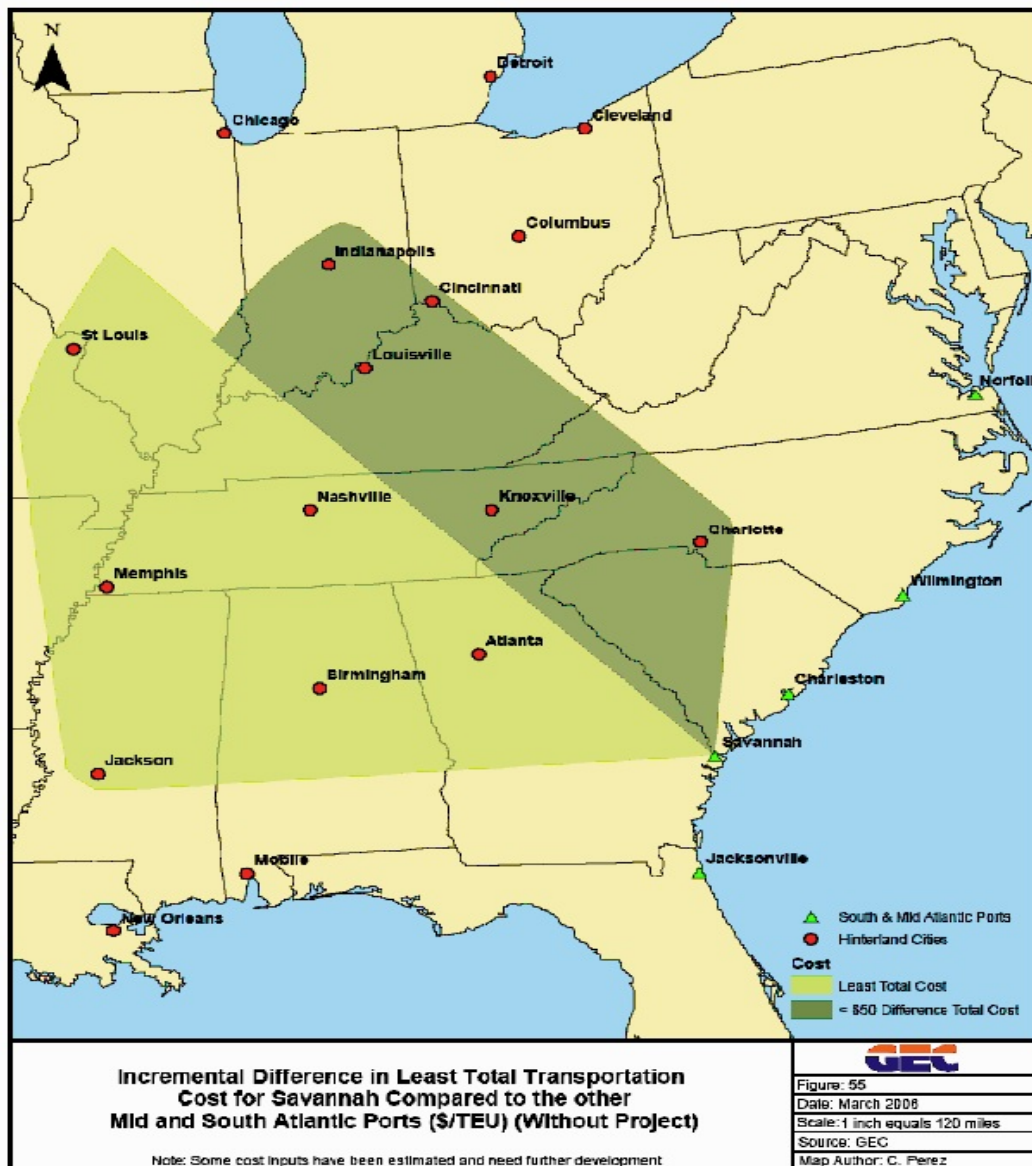 N
Detroit
Chicago
Cleveland
Columbus
Indianapolis
Cincinnati
St Louis
Louisville
Norfolk
Nashville
Knoxville
Charlotte
Memphis
Wilmington
Atlanta
Birmingham
Charleston
Savannah
Jackson
Mobile
Jacksonville
New Orleans
South & Mid Atlantic Ports
Hinterland Cities
Cost
Least Total Cost
< $50 Difference Total Cost
Incremental Difference in Least Total Transportation
Cost for Savannah Compared to the other
Mid and South Atlantic Ports ($/TEU) (Without Project)
Note: Some cost inputs have been estimated and need further development
GEC
Figure: 55
Date: March 2006
Scale: 1 inch equals 120 miles
Source: GEC
Map Author: C. Perez